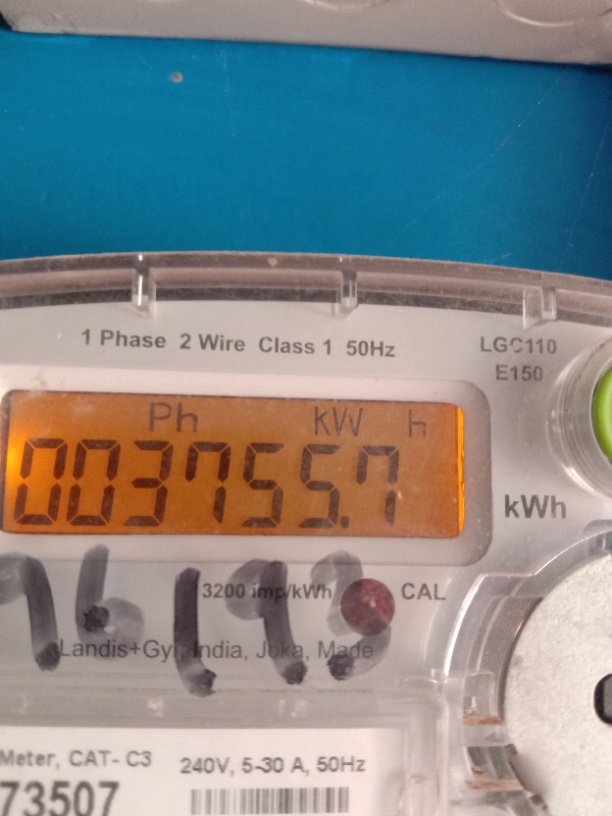 1 Phase 2 Wire Class 1 50Hz
LGC110
E150
Ph kW h
003755.7
kWh
3200 imp/kWh
CAL
Landis+Gyr, India, Joka, Made
Meter, CAT- C3
240V, 5-30 A, 50Hz
73507